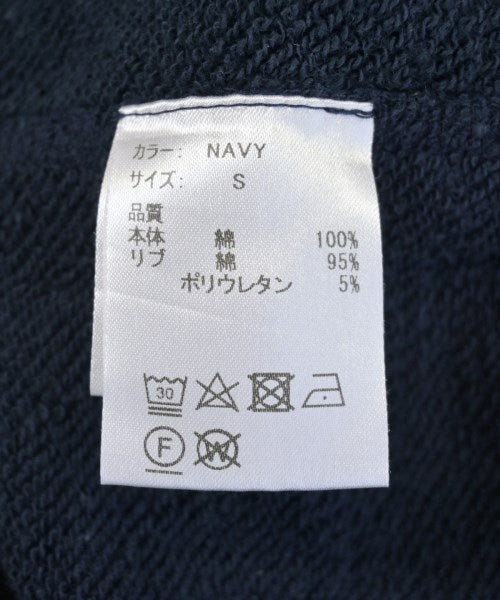 カラー: NAVY
サイズ: S
品質
本体 綿 100%
リブ 綿 95%
ポリウレタン 5%
30
F W